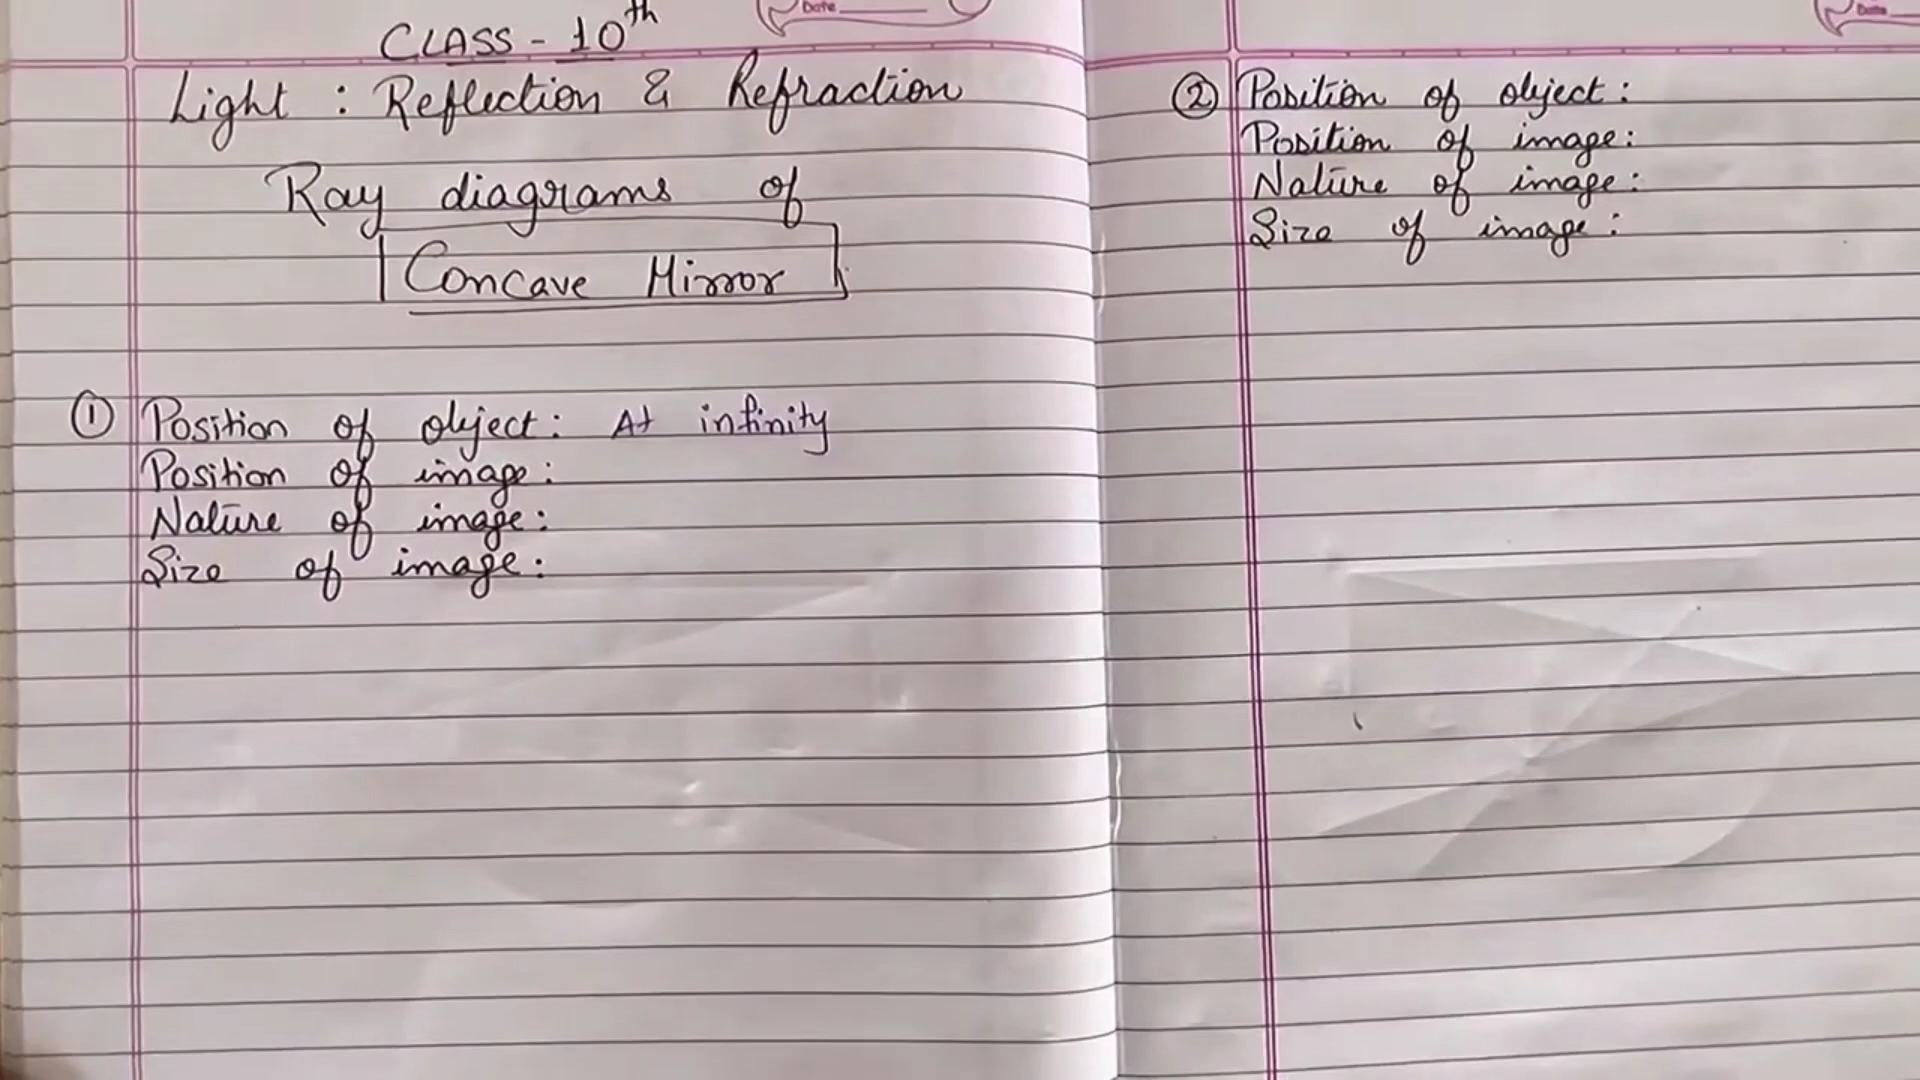 Date
CLASS - 10th
Light : Reflection & Refraction
Ray diagrams of
Concave Mirror
① Position of object : At infinity
Position of image :
Nature of image :
Size of image :
Date
② Position of object :
Position of image :
Nature of image :
Size of image :